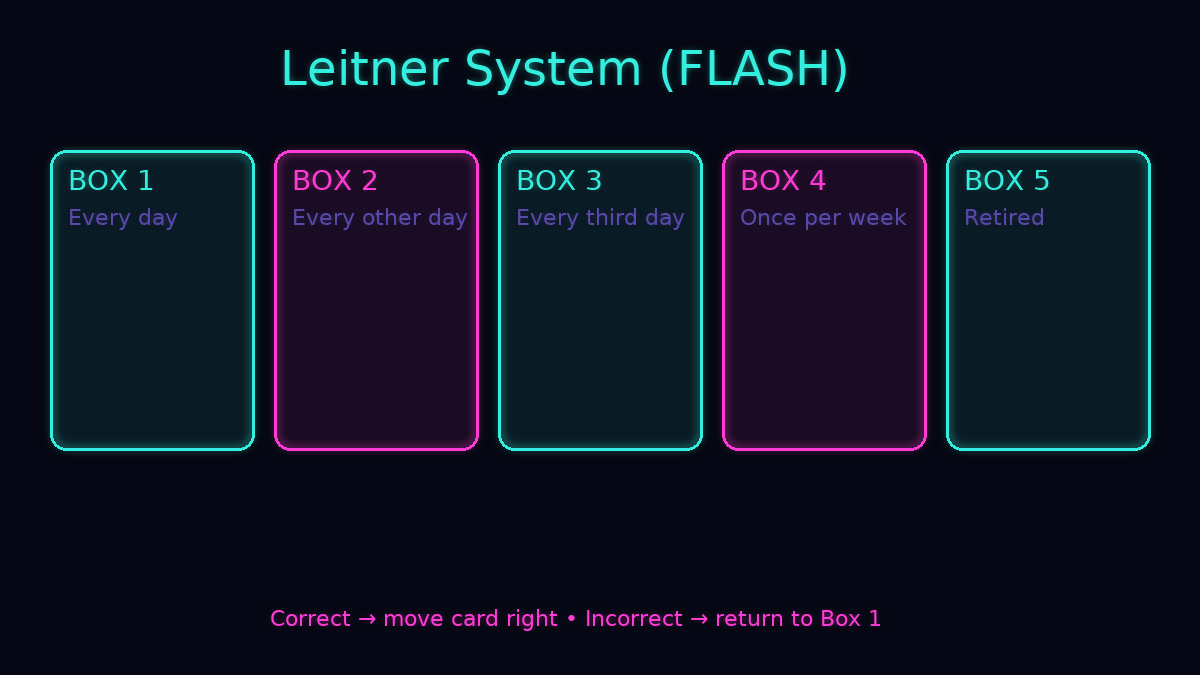 Leitner System (FLASH)
BOX 1
Every day
BOX 2
Every other day
BOX 3
Every third day
BOX 4
Once per week
BOX 5
Retired
Correct → move card right • Incorrect → return to Box 1